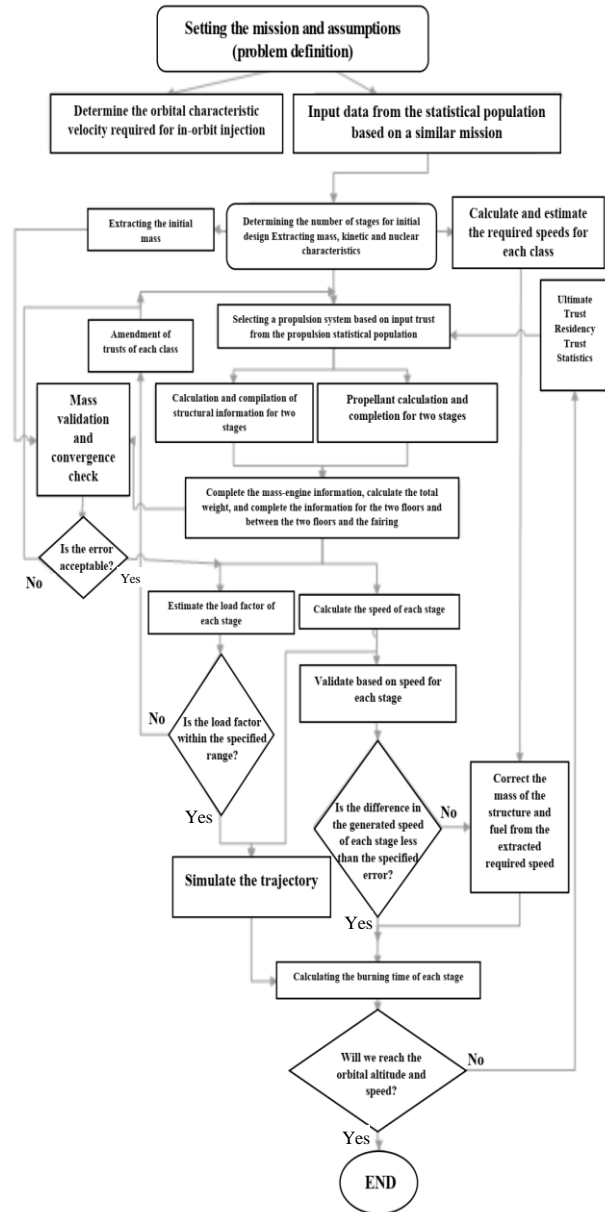 Setting the mission and assumptions
(problem definition)
Determine the orbital characteristic
velocity required for in-orbit injection
Input data from the statistical population
based on a similar mission
Extracting the initial
mass
Determining the number of stages for initial
design Extracting mass, kinetic and nuclear
characteristics
Calculate and estimate
the required speeds for
each class
Amendment of
trusts of each class
Selecting a propulsion system based on input trust
from the propulsion statistical population
Ultimate
Trust
Residency
Trust
Statistics
Mass
validation
and
convergence
check
Calculation and compilation of
structural information for two
stages
Propellant calculation and
completion for two stages
Complete the mass-engine information, calculate the total
weight, and complete the information for the two floors and
between the two floors and the fairing
Is the error
acceptable?
No
Yes
Estimate the load factor of
each stage
Calculate the speed of each stage
Validate based on speed for
each stage
No
Is the load factor
within the specified
range?
Yes
Is the difference in
the generated speed
of each stage less
than the specified
error?
No
Correct the
mass of the
structure and
fuel from the
extracted
required speed
Simulate the trajectory
Yes
Calculating the burning time of each stage
Will we reach the
orbital altitude and
speed?
No
Yes
END